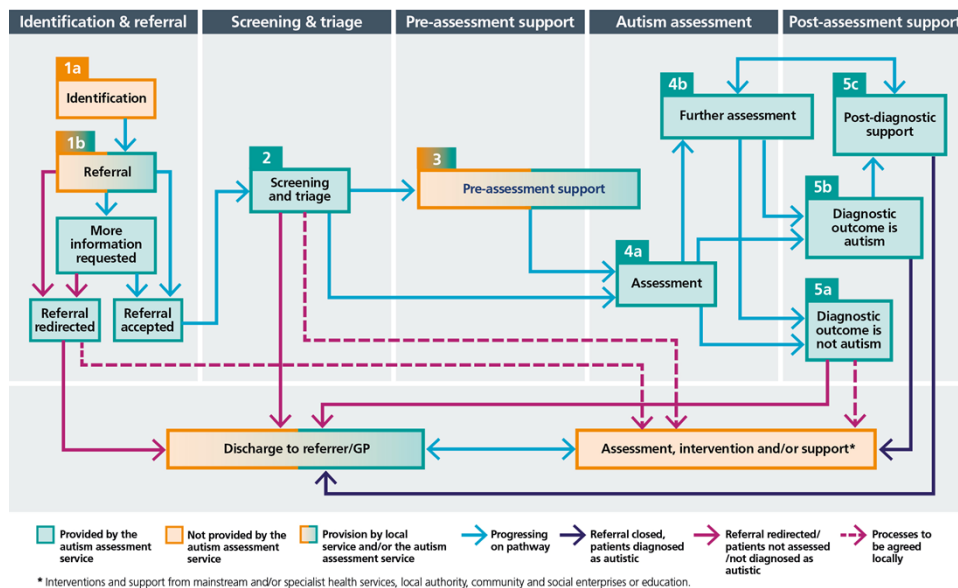 Identification & referral
Screening & triage
Pre-assessment support
Autism assessment
Post-assessment support
1a
Identification
1b
Referral
More
information
requested
Referral
redirected
Referral
accepted
2
Screening
and triage
3
Pre-assessment support
4a
Assessment
4b
Further assessment
5c
Post-diagnostic
support
5b
Diagnostic
outcome is
autism
5a
Diagnostic
outcome is
not autism
Discharge to referrer/GP
Assessment, intervention and/or support*
Provided by the
autism assessment
service
Not provided by the
autism assessment
service
Provision by local
service and/or the autism
assessment service
Progressing
on pathway
Referral closed,
patients diagnosed
as autistic
Referral redirected/
patients not assessed
/not diagnosed as
autistic
Processes to
be agreed
locally
* Interventions and support from mainstream and/or specialist health services, local authority, community and social enterprises or education.